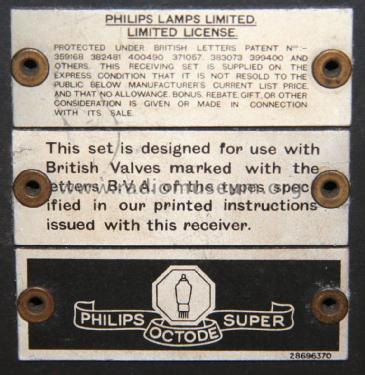 PHILIPS LAMPS LIMITED.
LIMITED LICENSE.
PROTECTED UNDER BRITISH LETTERS PATENT Nos:-
359168 382481 400490 371057. 383073 399400 AND
OTHERS. THIS RECEIVING SET IS SUPPLIED ON THE
EXPRESS CONDITION THAT IT IS NOT RESOLD TO THE
PUBLIC BELOW MANUFACTURER'S CURRENT LIST PRICE,
AND THAT NO ALLOWANCE, BONUS, REBATE, GIFT, OR OTHER
CONSIDERATION IS GIVEN OR MADE IN CONNECTION
WITH ITS SALE.
This set is designed for use with
British Valves marked with the
letters B.V.A. of the types spec-
ified in our printed instructions
issued with this receiver.
www.radiomuseum.org
PHILIPS SUPER
OCTODE
28696370